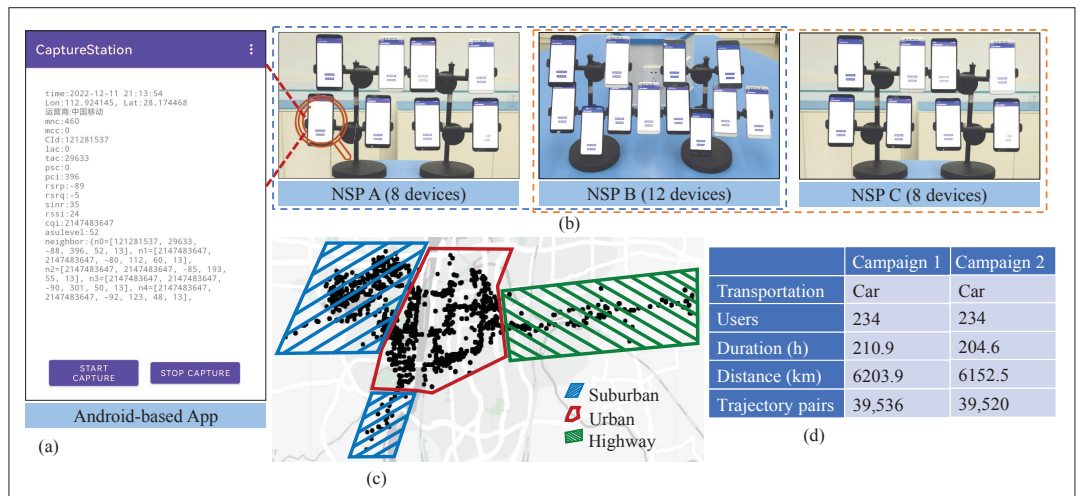 CaptureStation
time:2022-12-11 21:13:54
Lon:112.924145, Lat:28.174468
运营商:中国移动
mnc:460
mcc:0
CId:121281537
lac:0
tac:29633
psc:0
pci:396
rsrp:-89
rsrq:-5
sinr:35
rssi:24
cqi:2147483647
asulevel:52
neighbor:{n0=[121281537, 29633,
-88, 396, 52, 13], n1=[2147483647,
2147483647, -80, 112, 60, 13],
n2=[2147483647, 2147483647, -85, 193,
55, 13], n3=[2147483647, 2147483647,
-90, 301, 50, 13], n4=[2147483647,
2147483647, -92, 123, 48, 13],
START
CAPTURE
STOP CAPTURE
Android-based App
(a)
NSP A (8 devices)
NSP B (12 devices)
NSP C (8 devices)
(b)
Suburban
Urban
Highway
(c)
Campaign 1 Campaign 2
Transportation Car Car
Users 234 234
Duration (h) 210.9 204.6
Distance (km) 6203.9 6152.5
Trajectory pairs 39,536 39,520
(d)